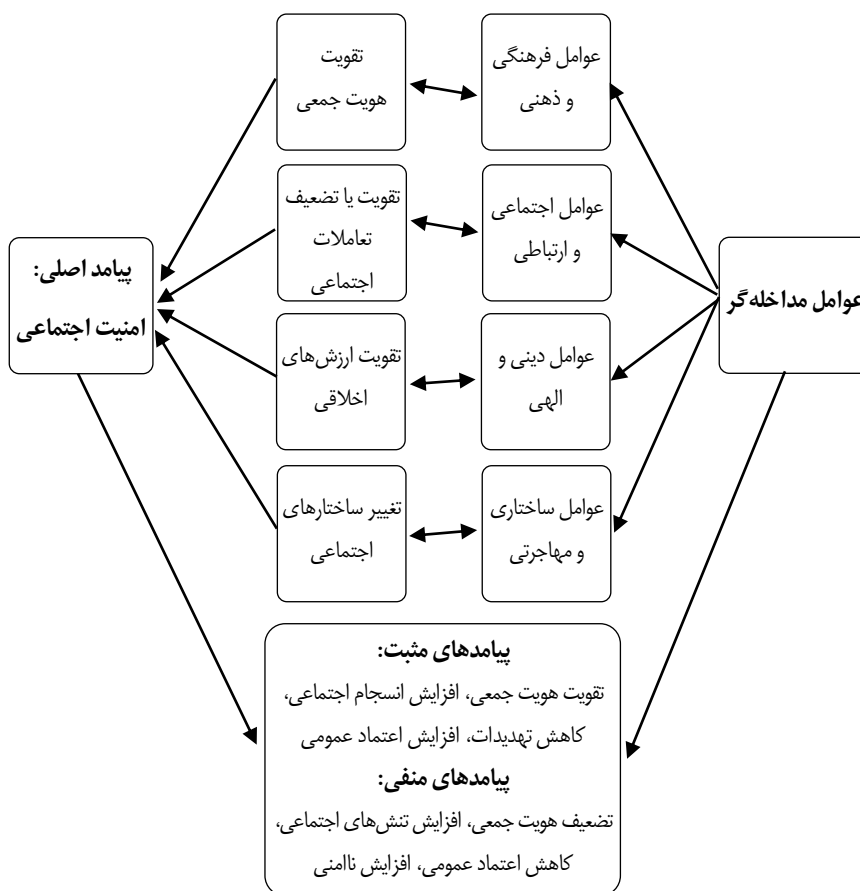 عوامل مداخله‌گر
عوامل فرهنگی
و ذهنی
تقویت
هویت جمعی
عوامل اجتماعی
و ارتباطی
تقویت یا تضعیف
تعاملات
اجتماعی
عوامل دینی و
الهی
تقویت ارزش‌های
اخلاقی
عوامل ساختاری
و مهاجرتی
تغییر ساختارهای
اجتماعی
پیامد اصلی:
امنیت اجتماعی
پیامدهای مثبت:
تقویت هویت جمعی، افزایش انسجام اجتماعی،
کاهش تهدیدات، افزایش اعتماد عمومی
پیامدهای منفی:
تضعیف هویت جمعی، افزایش تنش‌های اجتماعی،
کاهش اعتماد عمومی، افزایش ناامنی